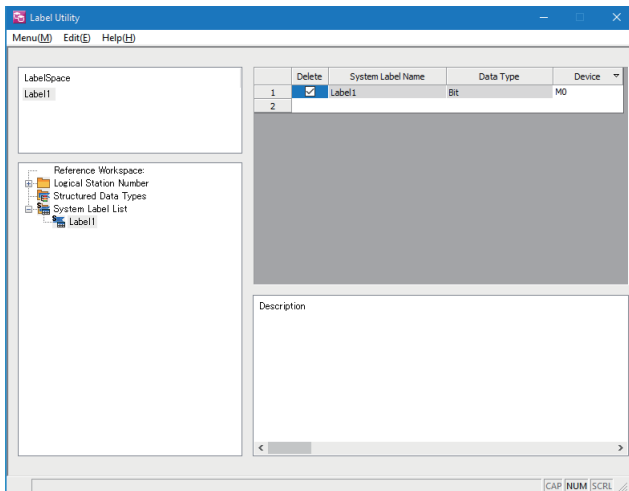 Label Utility
Menu(M) Edit(E) Help(H)
LabelSpace
Label1
Delete System Label Name Data Type Device
1 Label1 Bit M0
2
Reference Workspace:
Logical Station Number
Structured Data Types
System Label List
Label1
Description
CAP NUM SCRL